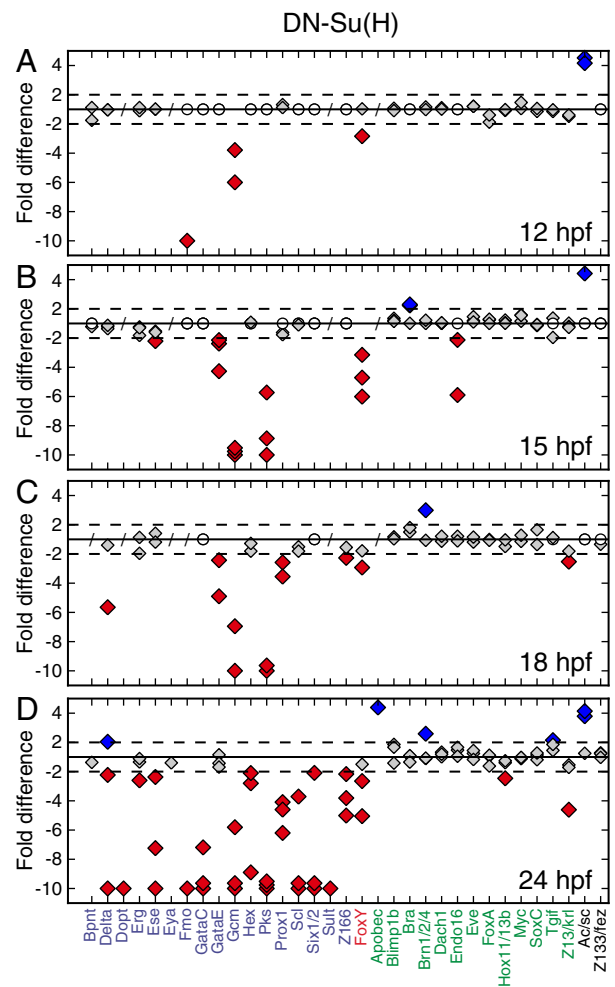 DN-Su(H)
A
4
2
-2
-4
-6
-8
-10
Fold difference
12 hpf
B
4
2
-2
-4
-6
-8
-10
Fold difference
15 hpf
C
4
2
-2
-4
-6
-8
-10
Fold difference
18 hpf
D
4
2
-2
-4
-6
-8
-10
Fold difference
24 hpf
Bpnt
Delta
Dopt
Erg
Ese
Eya
Fmo
GataC
GataE
Gcm
Hex
Pks
Prox1
Scl
Six1/2
Sult
Z166
FoxY
Apobec
Blimp1b
Bra
Brn1/2/4
Dach1
Endo16
Eve
FoxA
Hox11/13b
Myc
SoxC
Tgif
Z13/krl
Ac/sc
Z133/fez